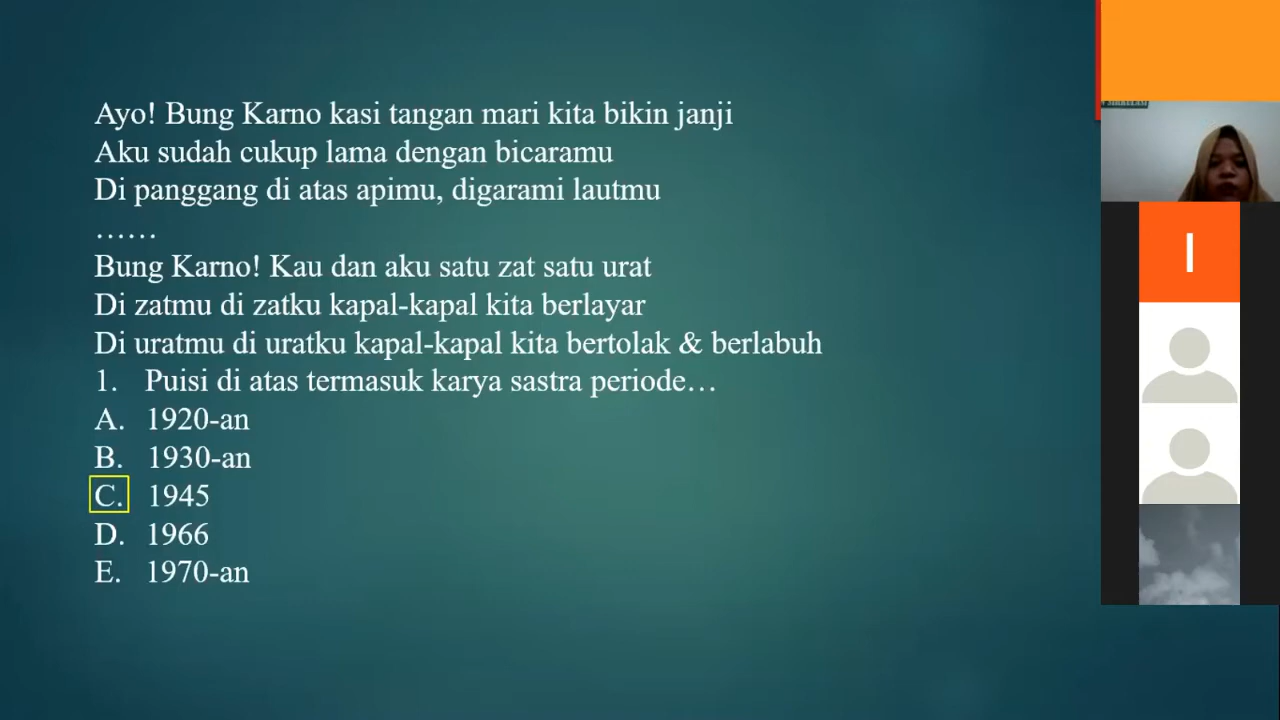 Ayo! Bung Karno kasi tangan mari kita bikin janji
Aku sudah cukup lama dengan bicaramu
Di panggang di atas apimu, digarami lautmu
……
Bung Karno! Kau dan aku satu zat satu urat
Di zatmu di zatku kapal-kapal kita berlayar
Di uratmu di uratku kapal-kapal kita bertolak & berlabuh
1. Puisi di atas termasuk karya sastra periode…
A. 1920-an
B. 1930-an
C. 1945
D. 1966
E. 1970-an
I